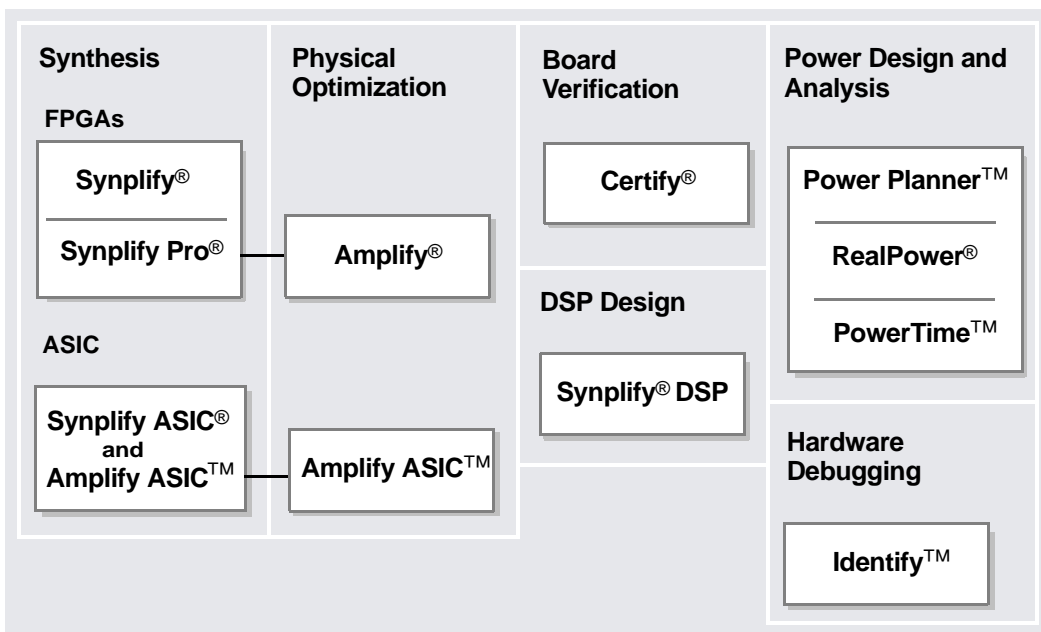 Synthesis
FPGAs
Synplify®
Synplify Pro®
ASIC
Synplify ASIC®
and
Amplify ASIC™
Physical
Optimization
Amplify®
Amplify ASIC™
Board
Verification
Certify®
DSP Design
Synplify® DSP
Power Design and
Analysis
Power Planner™
RealPower®
PowerTime™
Hardware
Debugging
Identify™